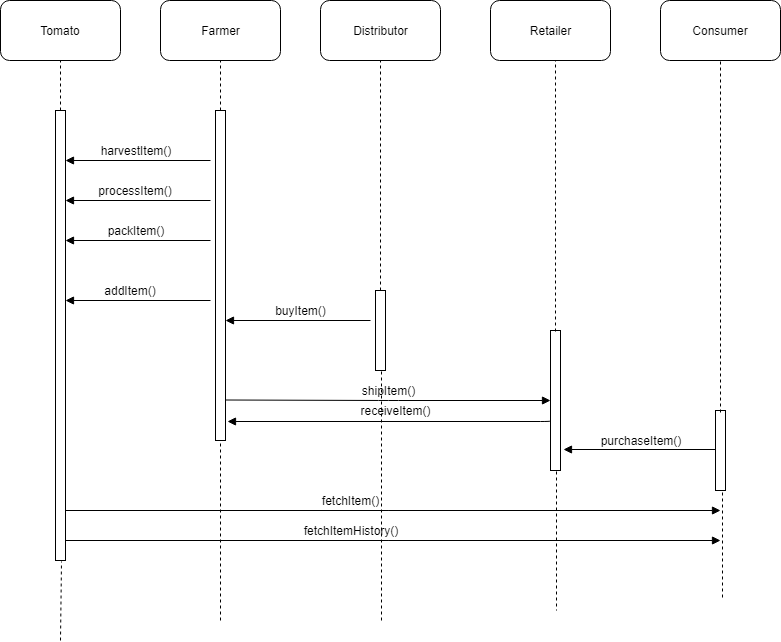 Tomato
Farmer
Distributor
Retailer
Consumer
harvestItem()
processItem()
packItem()
addItem()
buyItem()
shipItem()
receiveItem()
purchaseItem()
fetchItem()
fetchItemHistory()